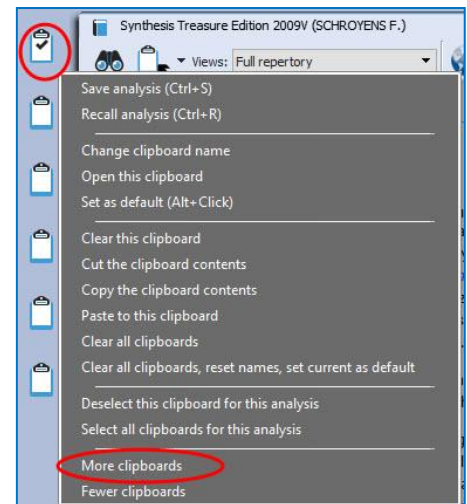 Synthesis Treasure Edition 2009V (SCHROYENS F.)
Views: Full repertory
Save analysis (Ctrl+S)
Recall analysis (Ctrl+R)
Change clipboard name
Open this clipboard
Set as default (Alt+Click)
Clear this clipboard
Cut the clipboard contents
Copy the clipboard contents
Paste to this clipboard
Clear all clipboards
Clear all clipboards, reset names, set current as default
Deselect this clipboard for this analysis
Select all clipboards for this analysis
More clipboards
Fewer clipboards